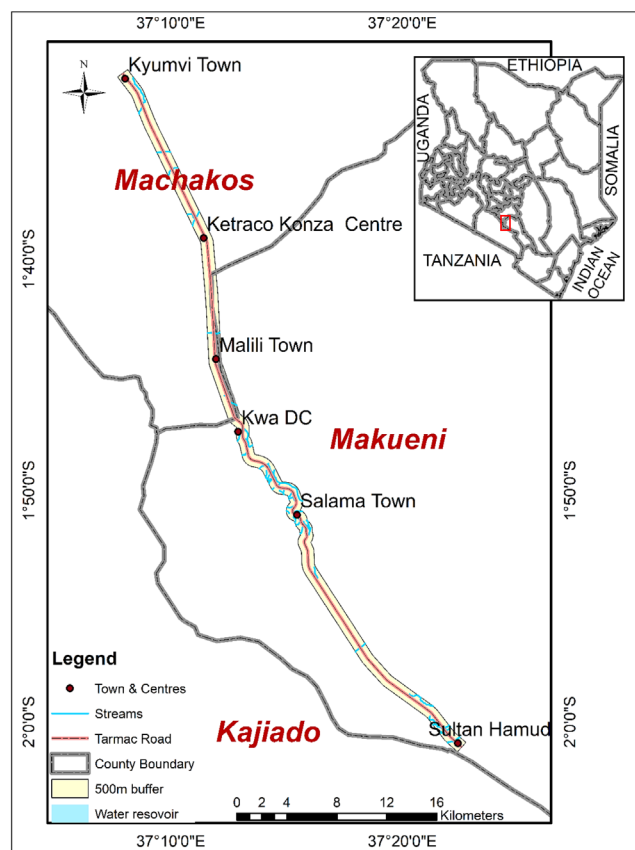 37°10'0"E
37°20'0"E
N
Kyumvi Town
Machakos
Ketraco Konza Centre
1°40'0"S
1°40'0"S
Malili Town
Kwa DC
Makueni
Salama Town
1°50'0"S
1°50'0"S
Sultan Hamud
Kajiado
2°0'0"S
2°0'0"S
ETHIOPIA
UGANDA
SOMALIA
TANZANIA
INDIAN
OCEAN
Legend
Town & Centres
Streams
Tarmac Road
County Boundary
500m buffer
Water resovoir
0 2 4 8 12 16
Kilometers
37°10'0"E
37°20'0"E